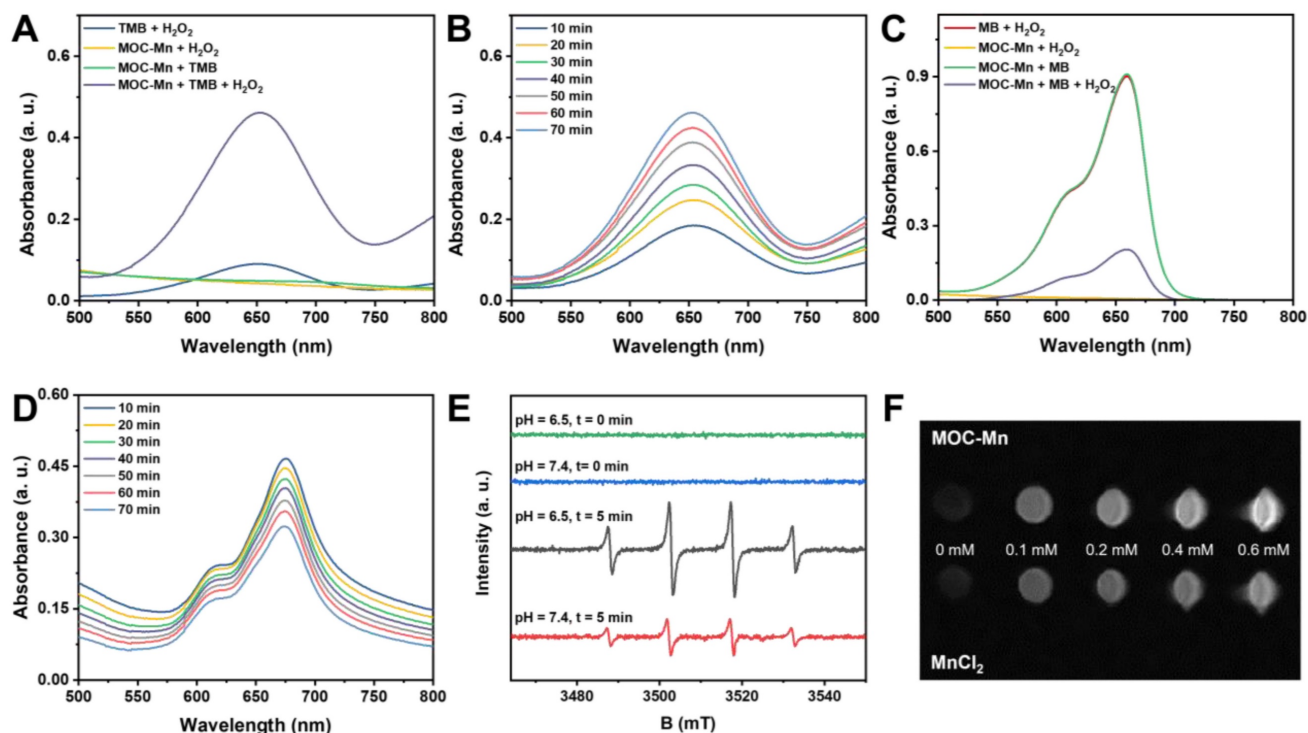 A
TMB + H₂O₂
MOC-Mn + H₂O₂
MOC-Mn + TMB
MOC-Mn + TMB + H₂O₂
0.6
0.4
0.2
0.0
Absorbance (a. u.)
500 550 600 650 700 750 800
Wavelength (nm)
B
10 min
20 min
30 min
40 min
50 min
60 min
70 min
0.6
0.4
0.2
0.0
Absorbance (a. u.)
500 550 600 650 700 750 800
Wavelength (nm)
C
MB + H₂O₂
MOC-Mn + H₂O₂
MOC-Mn + MB
MOC-Mn + MB + H₂O₂
0.9
0.6
0.3
0.0
Absorbance (a. u.)
500 550 600 650 700 750 800
Wavelength (nm)
D
10 min
20 min
30 min
40 min
50 min
60 min
70 min
0.60
0.45
0.30
0.15
0.00
Absorbance (a. u.)
500 550 600 650 700 750 800
Wavelength (nm)
E
pH = 6.5, t = 0 min
pH = 7.4, t= 0 min
pH = 6.5, t = 5 min
pH = 7.4, t = 5 min
Intensity (a. u.)
3480 3500 3520 3540
B (mT)
F
MOC-Mn
0 mM 0.1 mM 0.2 mM 0.4 mM 0.6 mM
MnCl₂